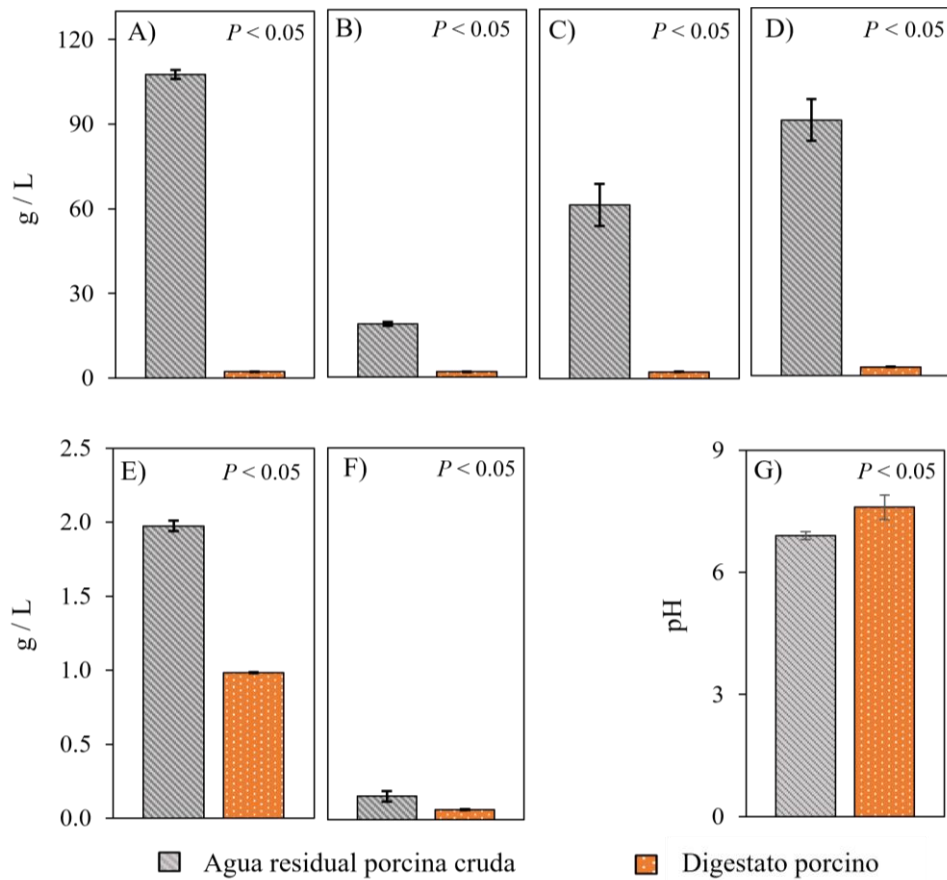 A) P < 0.05
B) P < 0.05
C) P < 0.05
D) P < 0.05
120
90
60
30
0
g / L
E) P < 0.05
F) P < 0.05
2.5
2.0
1.5
1.0
0.5
0.0
g / L
G) P < 0.05
9
6
3
0
pH
Agua residual porcina cruda
Digestato porcino